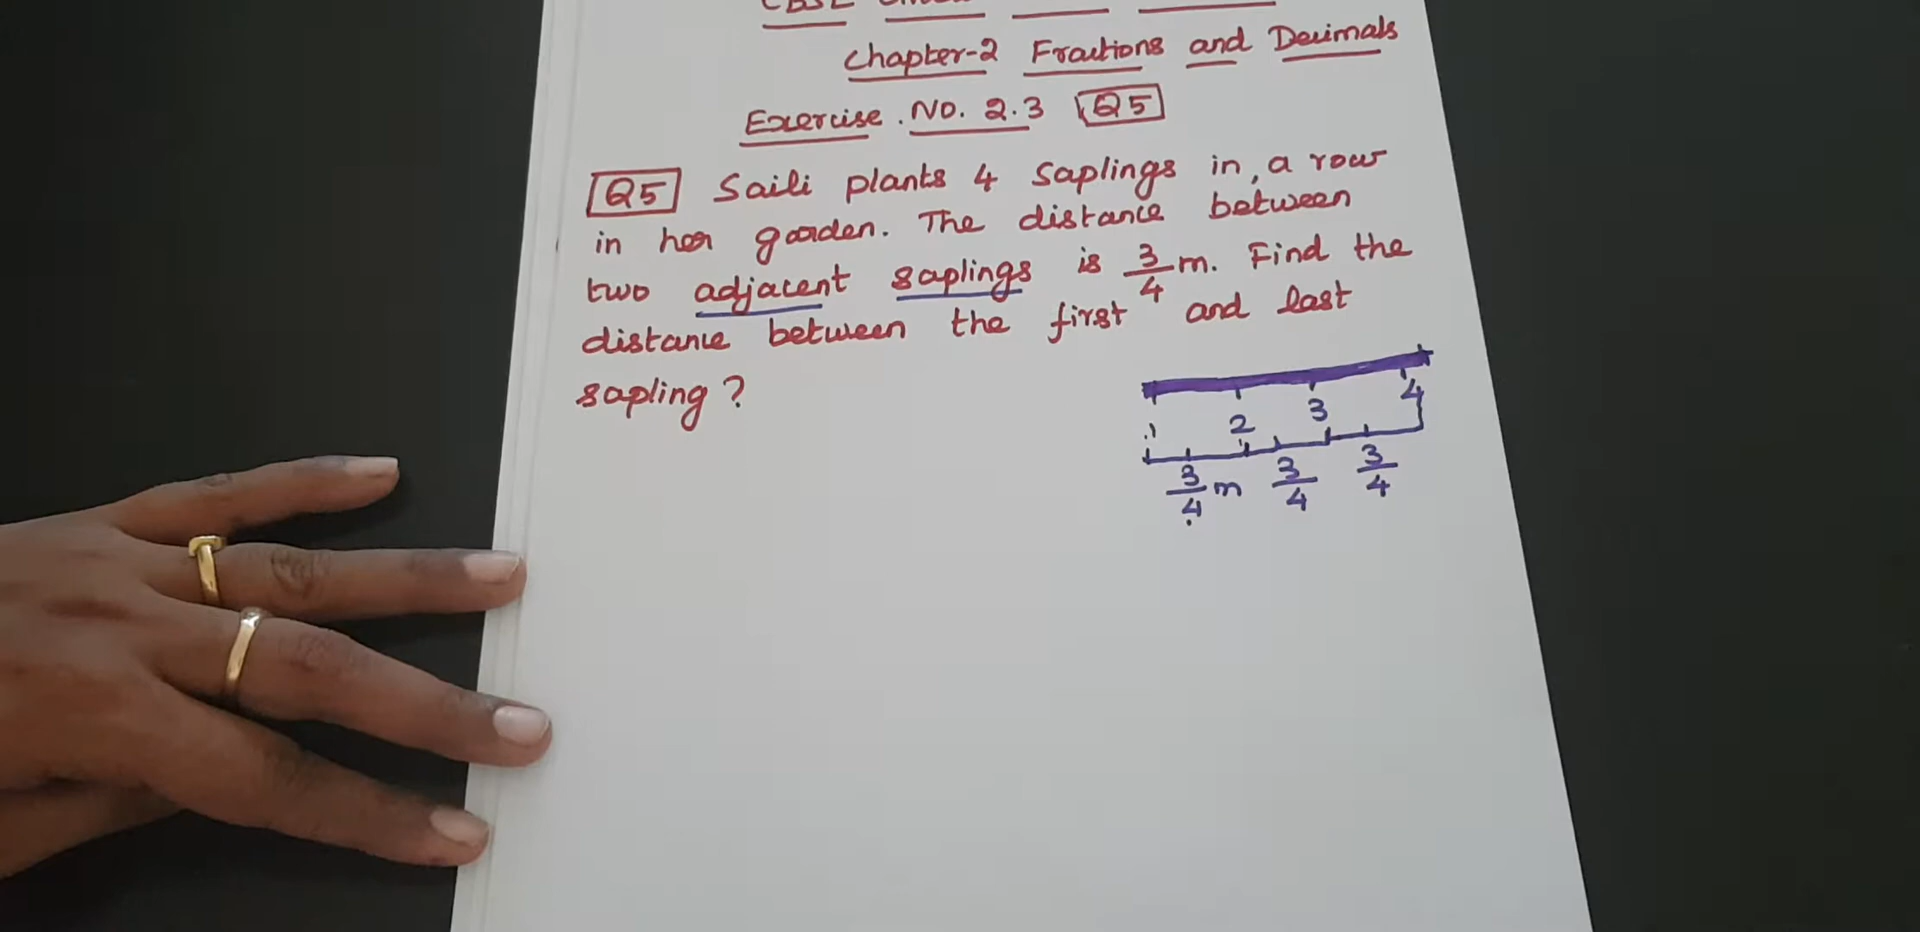 Chapter-2 Fractions and Decimals
Exercise. No. 2.3 Q5
Q5 Saili plants 4 saplings in, a row
in her garden. The distance between
two adjacent saplings is 3/4 m. Find the
distance between the first and last
sapling?
1 2 3 4
3/4 m 3/4 3/4